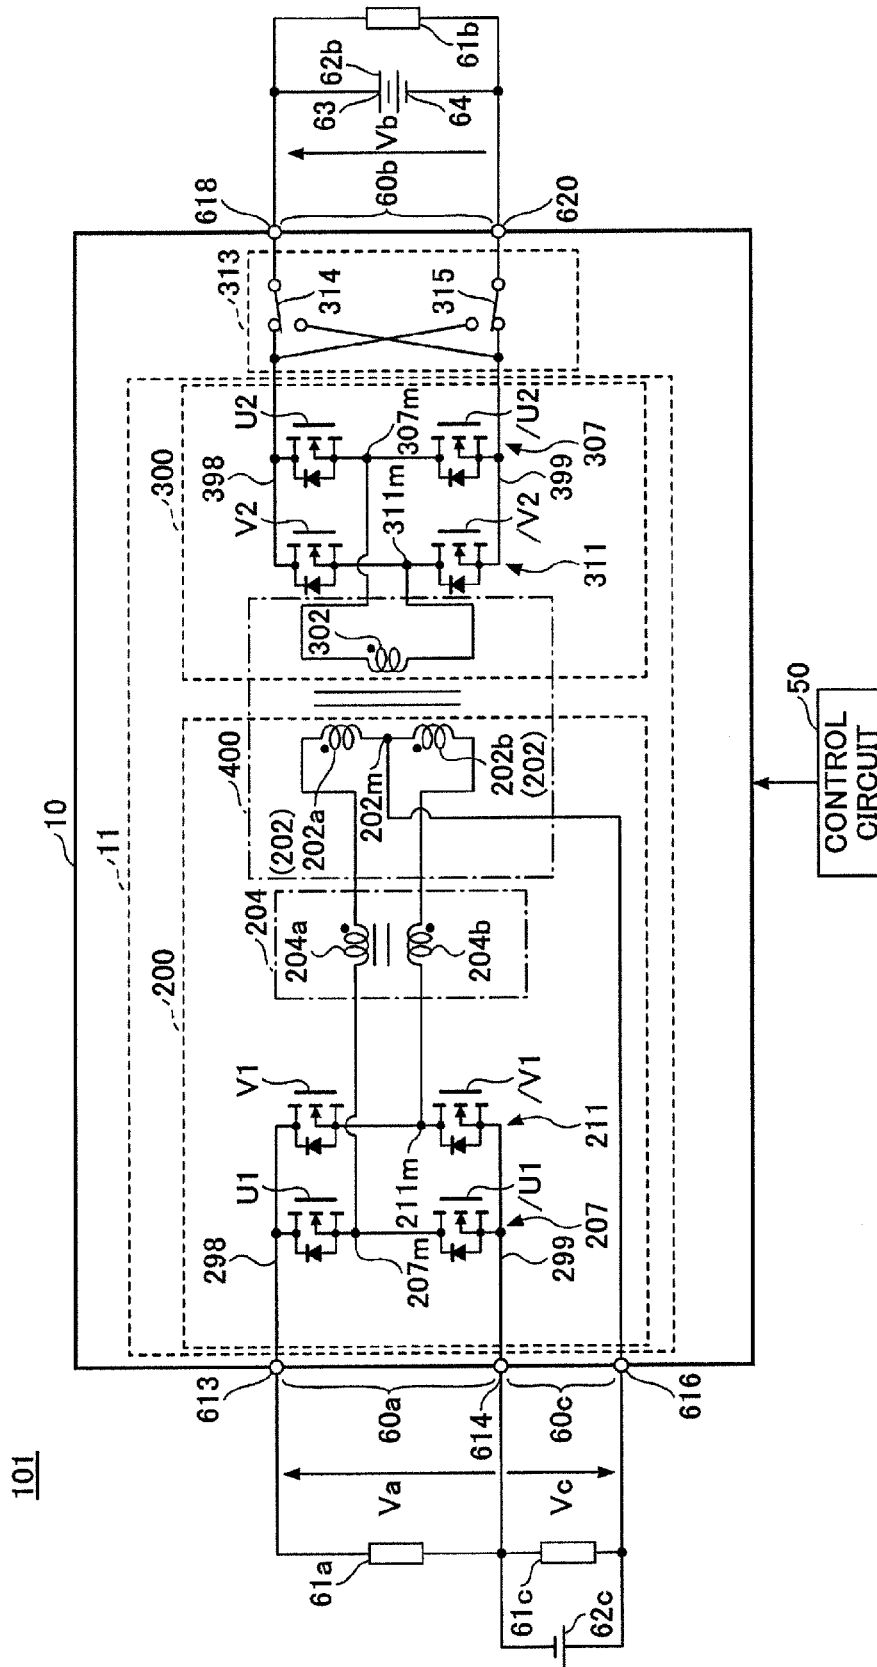 101
10
11
200
300
313
400
204
613
298
U1
V1
207m
211m
/U1
/V1
207
211
299
614
616
60a
60c
Va
Vc
61a
61c
62c
204a
204b
(202)
202a
202m
202b
(202)
302
V2
U2
398
311m
307m
/V2
/U2
311
307
399
314
315
618
620
60b
Vb
63
62b
64
61b
50
CONTROL
CIRCUIT